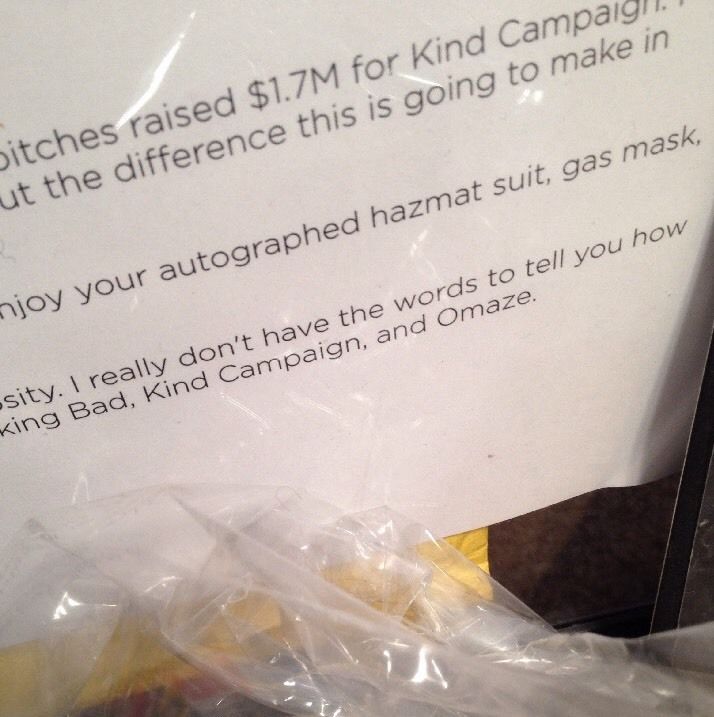 bitches raised $1.7M for Kind Campaign.
ut the difference this is going to make in
njoy your autographed hazmat suit, gas mask,
sity. I really don't have the words to tell you how
king Bad, Kind Campaign, and Omaze.